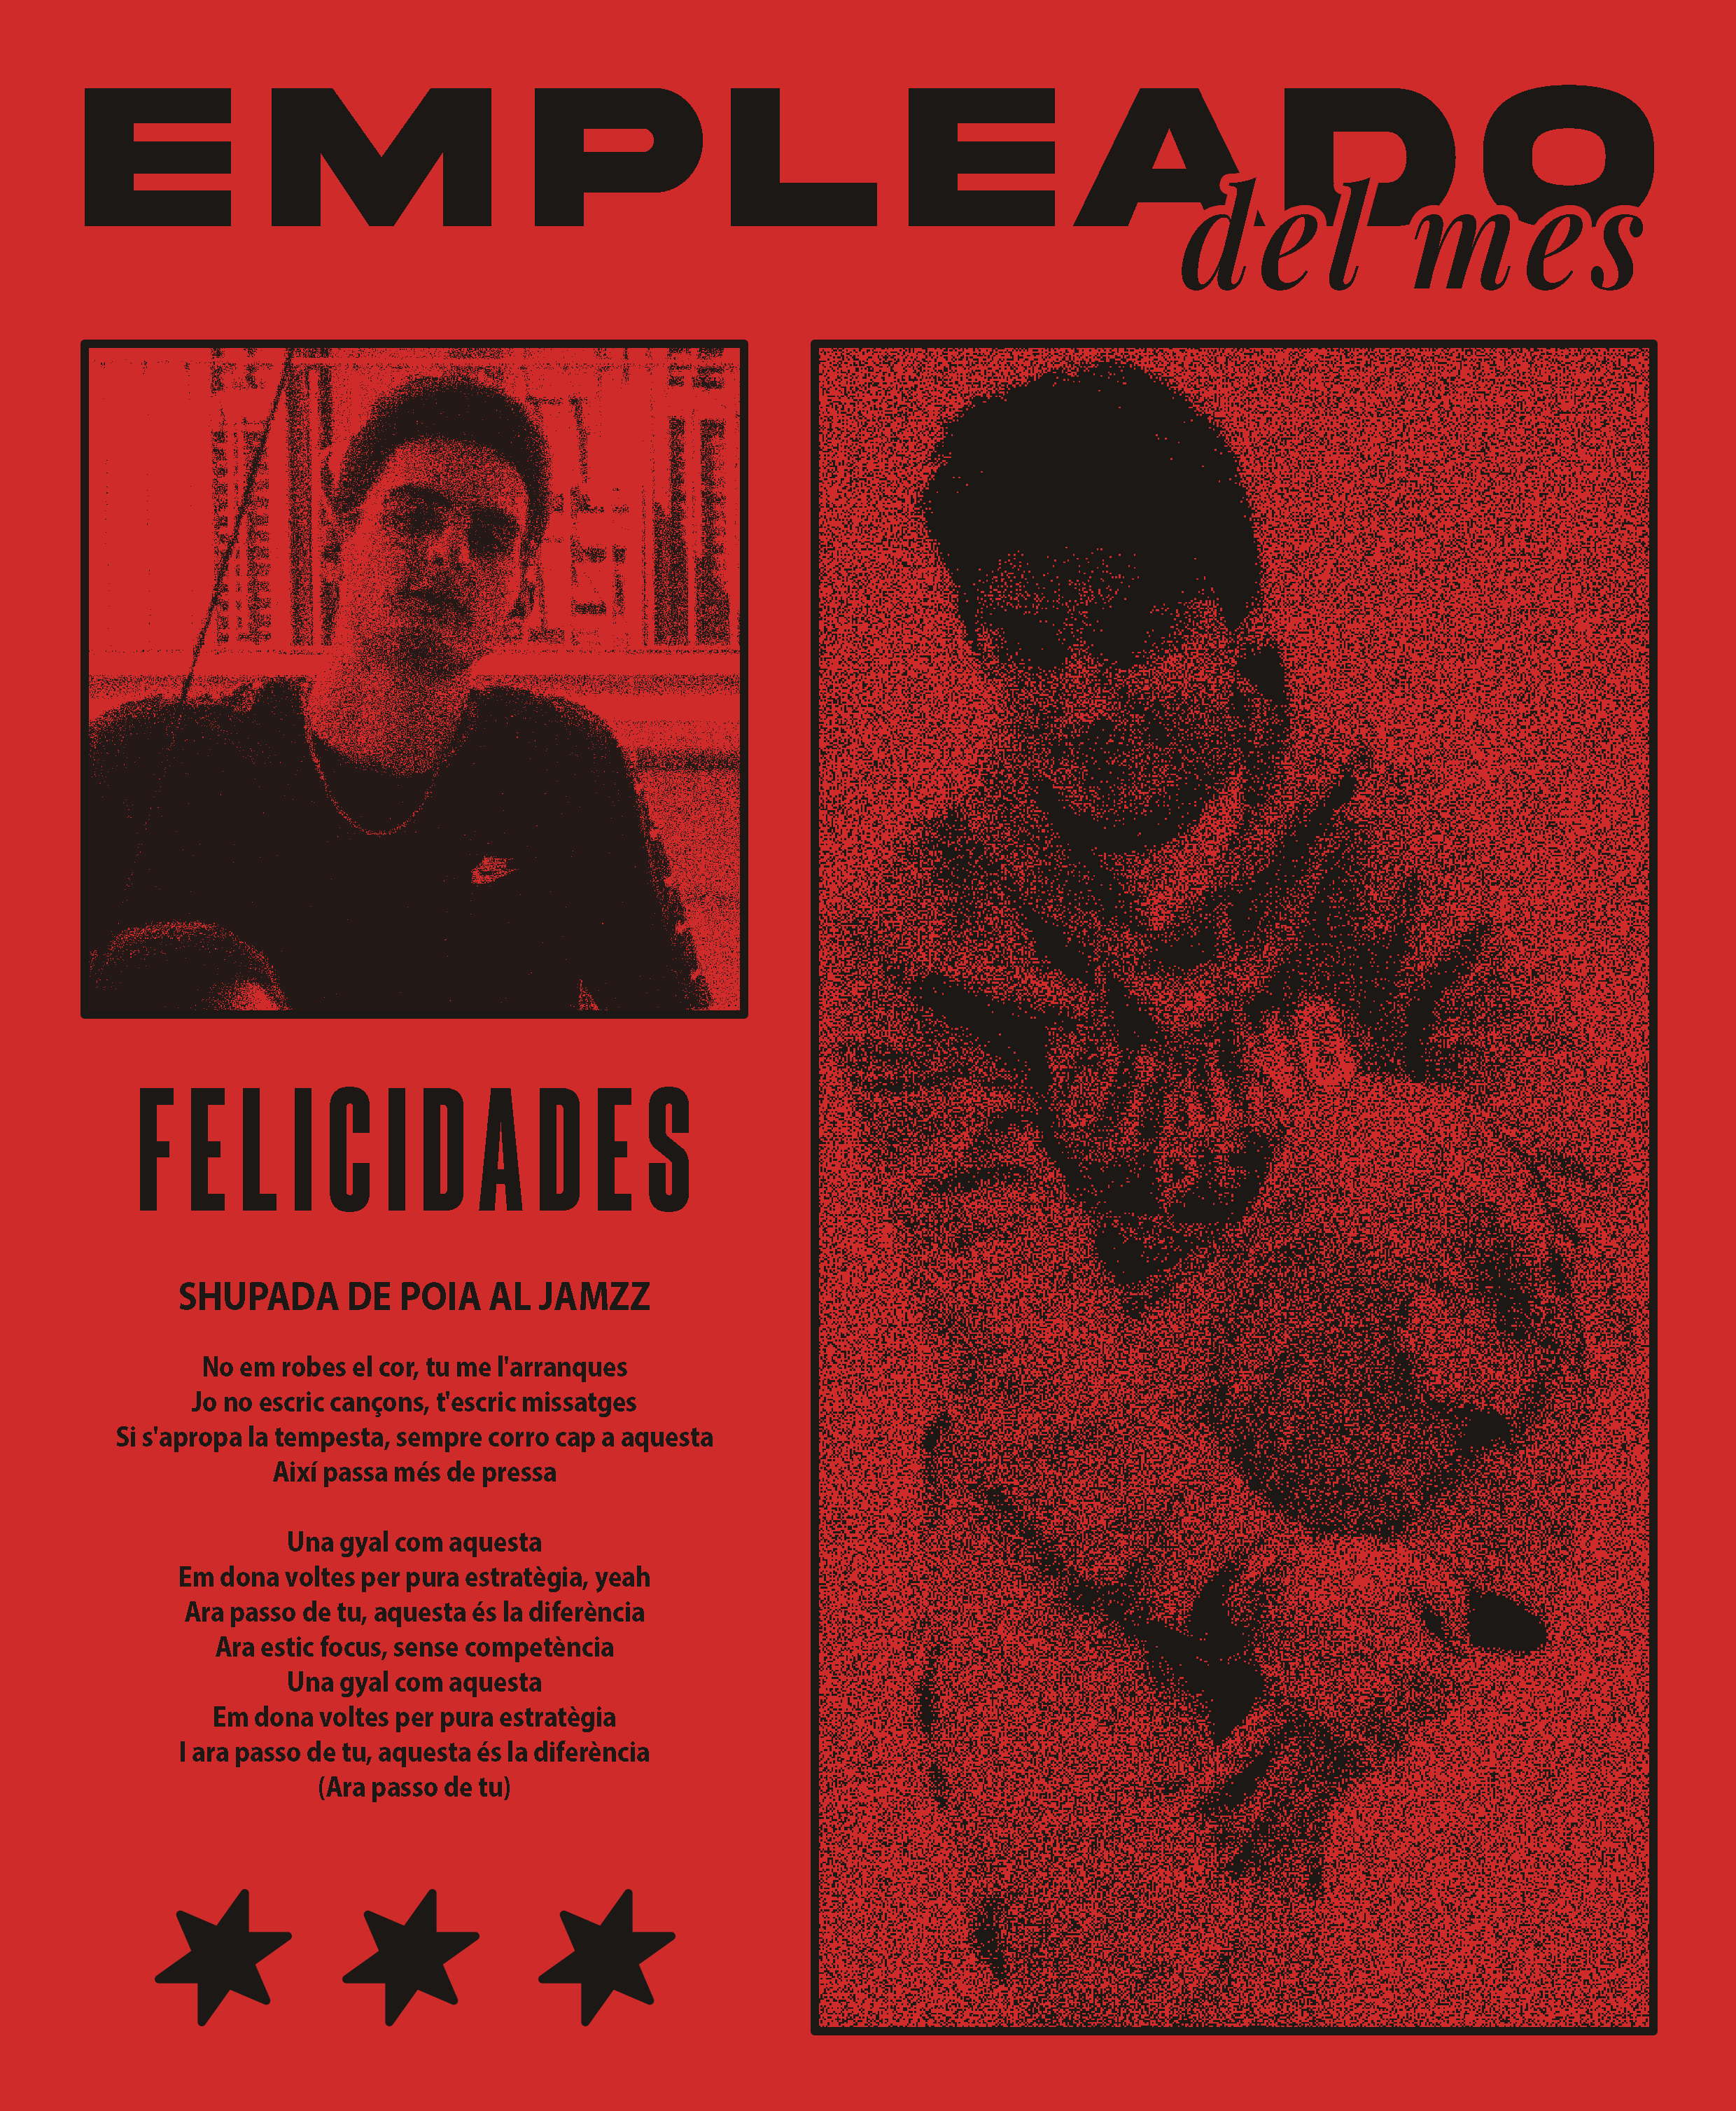 EMPLEADO
del mes
FELICIDADES
SHUPADA DE POIA AL JAMZZ
No em robes el cor, tu me l'arranques
Jo no escric cançons, t'escric missatges
Si s'apropa la tempesta, sempre corro cap a aquesta
Així passa més de pressa
Una gyal com aquesta
Em dona voltes per pura estratègia, yeah
Ara passo de tu, aquesta és la diferència
Ara estic focus, sense competència
Una gyal com aquesta
Em dona voltes per pura estratègia
I ara passo de tu, aquesta és la diferència
(Ara passo de tu)